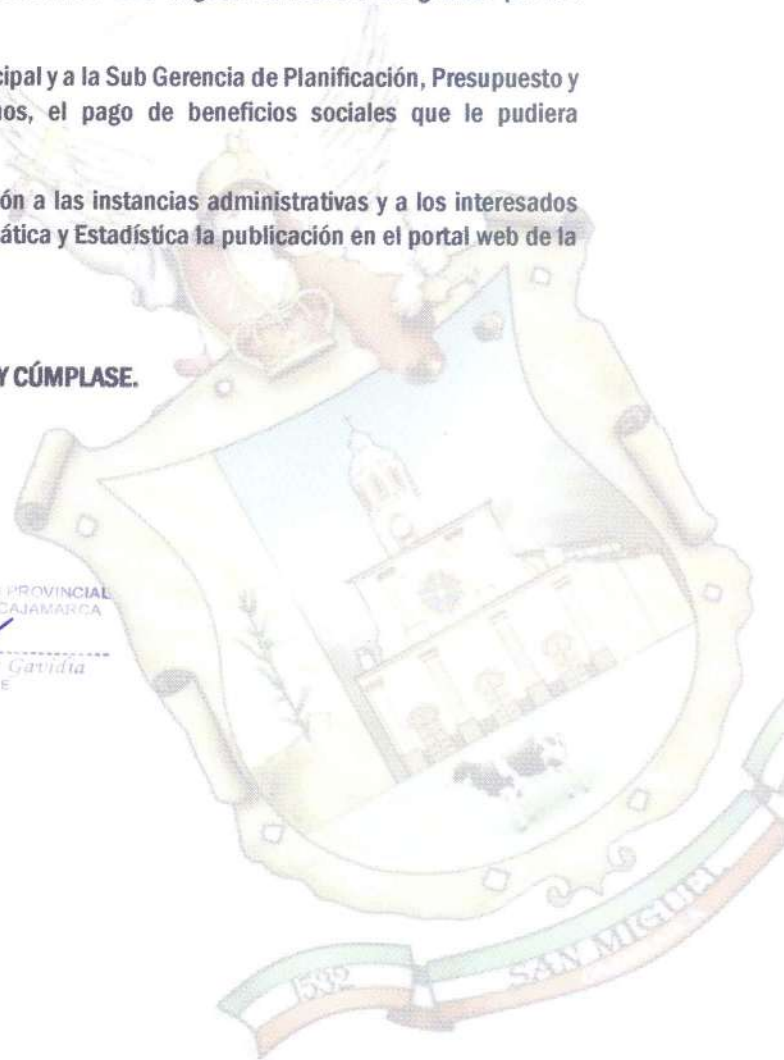 cipal y a la Sub Gerencia de Planificación, Presupuesto y
nos, el pago de beneficios sociales que le pudiera
ón a las instancias administrativas y a los interesados
ática y Estadística la publicación en el portal web de la
Y CÚMPLASE.
PROVINCIAL
CAJAMARCA
Gavidia
E
1532
SAN MIGUEL